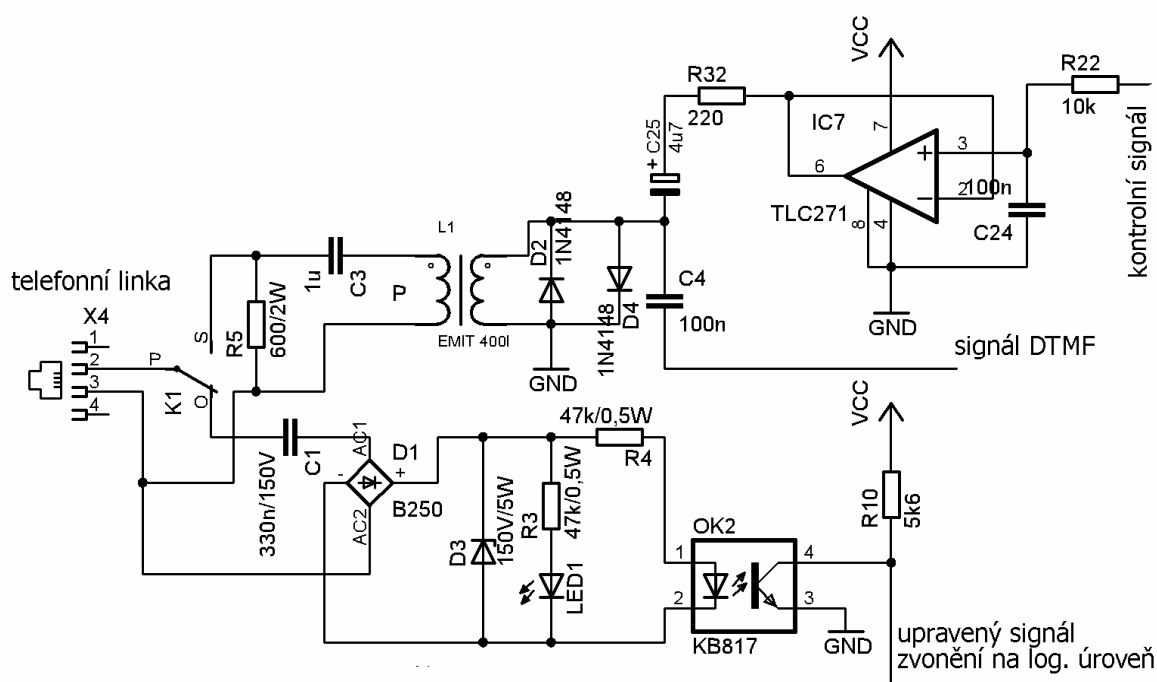 VCC
R32
220
R22
10k
+ C25
4u7
IC7
7
3
+
6
2
100n
TLC271
8
4
C24
kontrolní signál
GND
L1
D2
1N4148
telefonní linka
1u
C3
P
X4
S
R5
600/2W
EMIT 400I
D4
1N4148
C4
100n
GND
signál DTMF
1
2
3
4
P
K1
O
VCC
47k/0,5W
R4
330n/150V
C1
AC1
D1
-
+
AC2
B250
D3
150V/5W
R3
47k/0,5W
R10
5k6
OK2
1
4
LED1
2
3
KB817
GND
upravený signál
zvonění na log. úroveň